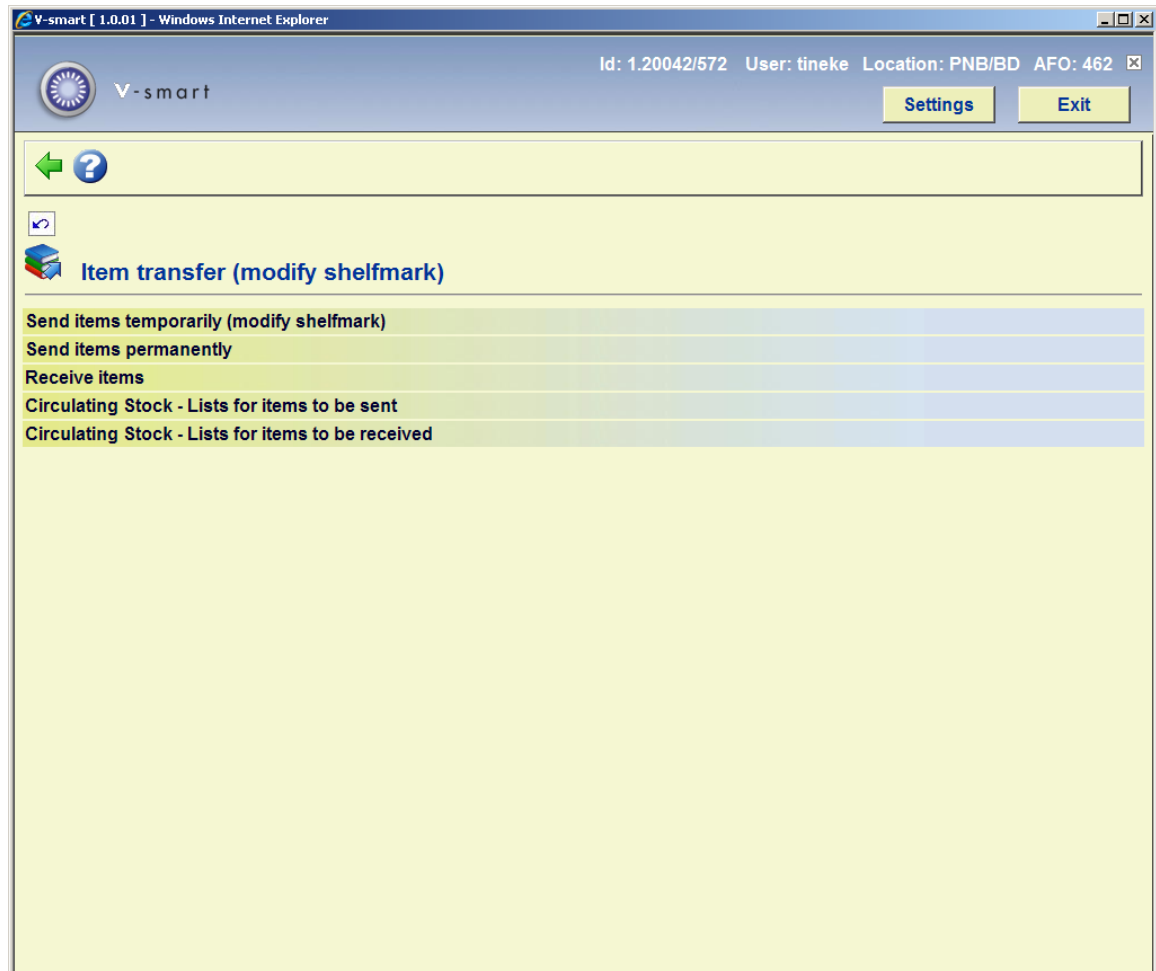 V-smart [ 1.0.01 ] - Windows Internet Explorer
Id: 1.20042/572 User: tineke Location: PNB/BD AFO: 462
V-smart
Settings Exit
Item transfer (modify shelfmark)
Send items temporarily (modify shelfmark)
Send items permanently
Receive items
Circulating Stock - Lists for items to be sent
Circulating Stock - Lists for items to be received